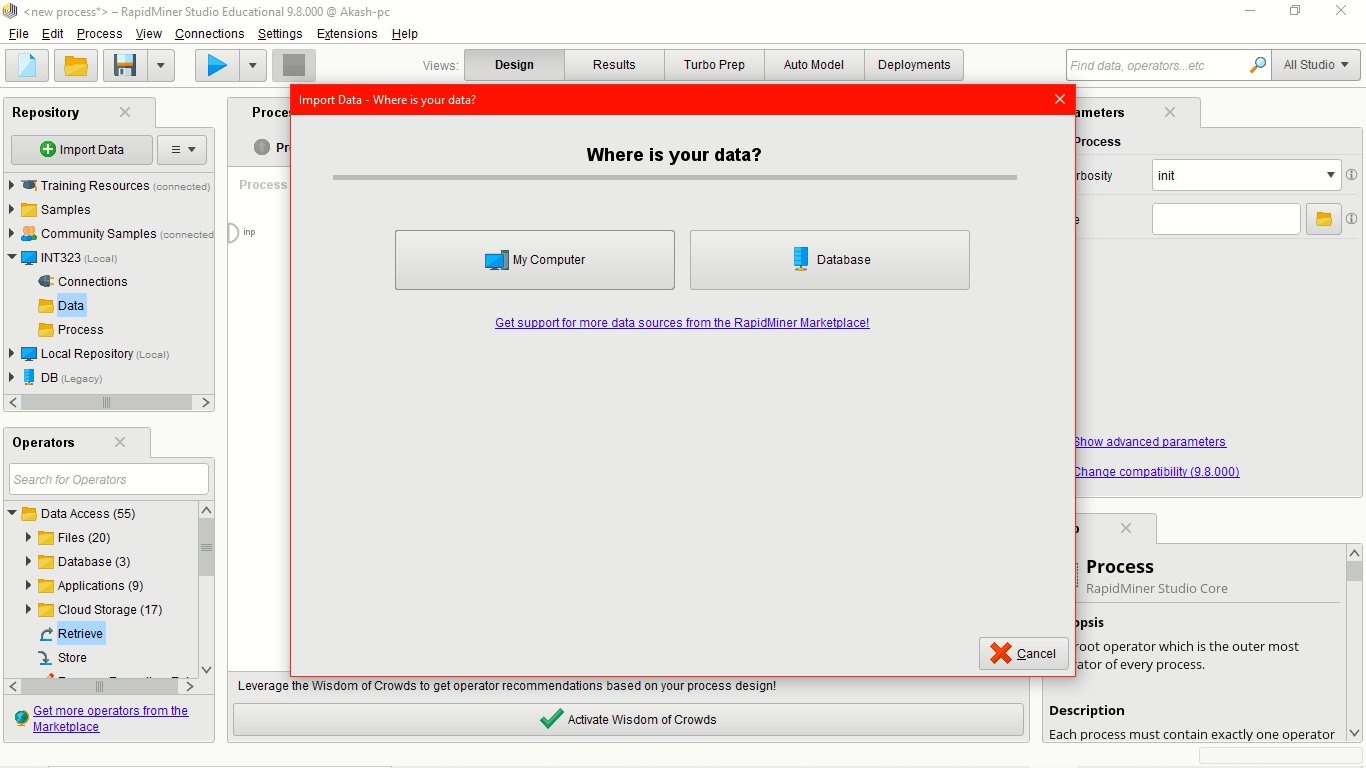 <new process*> – RapidMiner Studio Educational 9.8.000 @ Akash-pc
File Edit Process View Connections Settings Extensions Help
Views: Design Results Turbo Prep Auto Model Deployments Find data, operators...etc All Studio
Repository
Import Data
Training Resources (connected)
Samples
Community Samples (connected
INT323 (Local)
Connections
Data
Process
Local Repository (Local)
DB (Legacy)
Operators
Search for Operators
Data Access (55)
Files (20)
Database (3)
Applications (9)
Cloud Storage (17)
Retrieve
Store
Get more operators from the
Marketplace
Proces
Pr
Process
inp
Import Data - Where is your data?
Where is your data?
My Computer Database
Get support for more data sources from the RapidMiner Marketplace!
Cancel
Leverage the Wisdom of Crowds to get operator recommendations based on your process design!
Activate Wisdom of Crowds
ameters
Process
rbosity init
e
Show advanced parameters
Change compatibility (9.8.000)
Process
RapidMiner Studio Core
opsis
root operator which is the outer most
ator of every process.
Description
Each process must contain exactly one operator